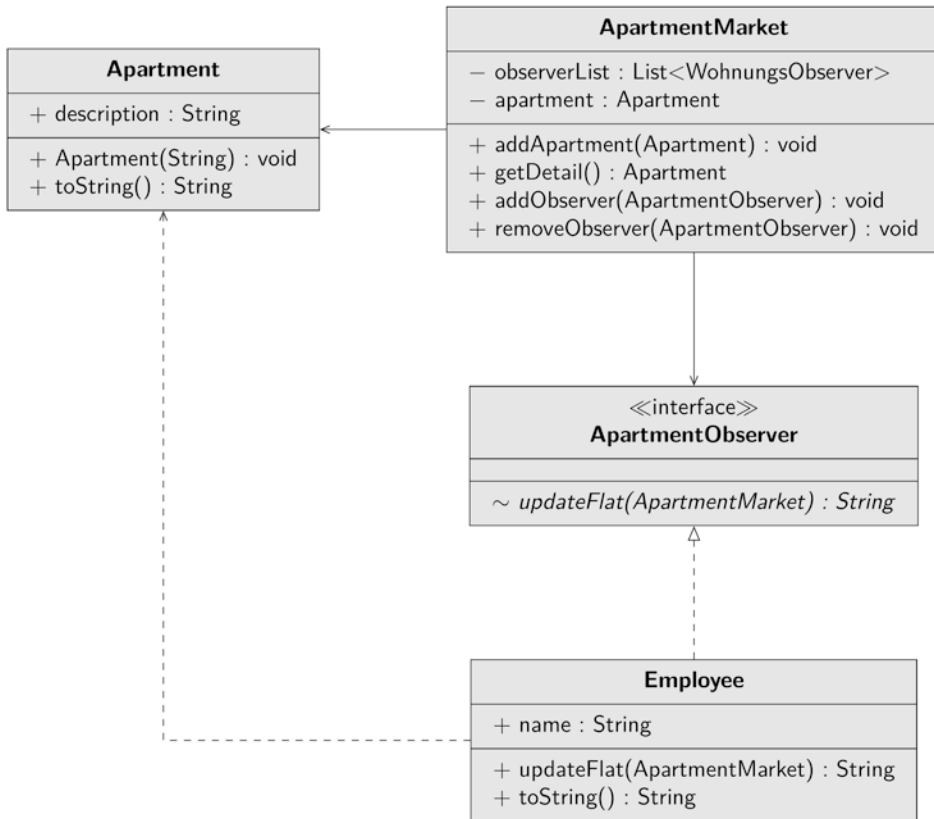 Apartment
+ description : String
+ Apartment(String) : void
+ toString() : String
ApartmentMarket
− observerList : List<WohnungsObserver>
− apartment : Apartment
+ addApartment(Apartment) : void
+ getDetail() : Apartment
+ addObserver(ApartmentObserver) : void
+ removeObserver(ApartmentObserver) : void
≪interface≫
ApartmentObserver
∼ updateFlat(ApartmentMarket) : String
Employee
+ name : String
+ updateFlat(ApartmentMarket) : String
+ toString() : String